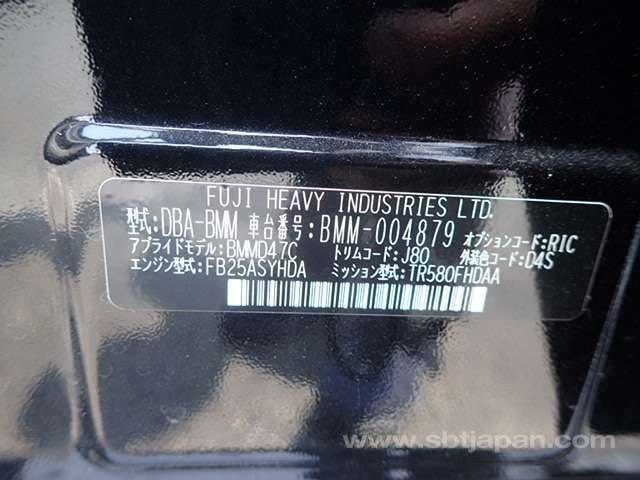 FUJI HEAVY INDUSTRIES LTD.
型式:DBA-BMM 車台番号:BMM-004879 オプションコード:RIC
アプライドモデル:BMMD47C トリムコード:J80 外装色コード:D4S
エンジン型式:FB25ASYHDA ミッション型式:TR580FHDAA
www.sbtjapan.com